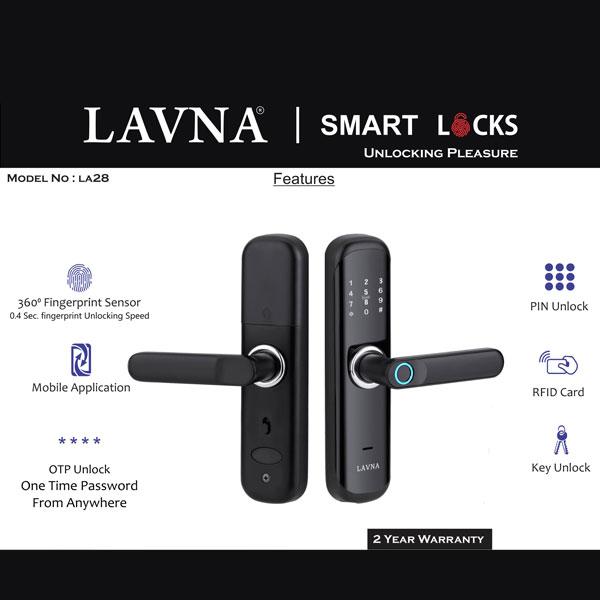 LAVNA® | SMART LOCKS
UNLOCKING PLEASURE
MODEL NO : LA28
Features
360° Fingerprint Sensor
0.4 Sec. fingerprint Unlocking Speed
Mobile Application
****
OTP Unlock
One Time Password
From Anywhere
1 2 3
4 5 6
7 8 9
0
LAVNA
PIN Unlock
RFID Card
Key Unlock
2 YEAR WARRANTY